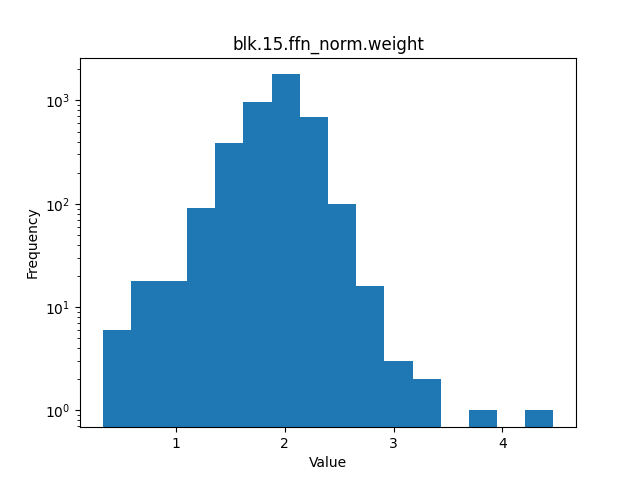 blk.15.ffn_norm.weight
10³
10²
10¹
10⁰
Frequency
1 2 3 4
Value